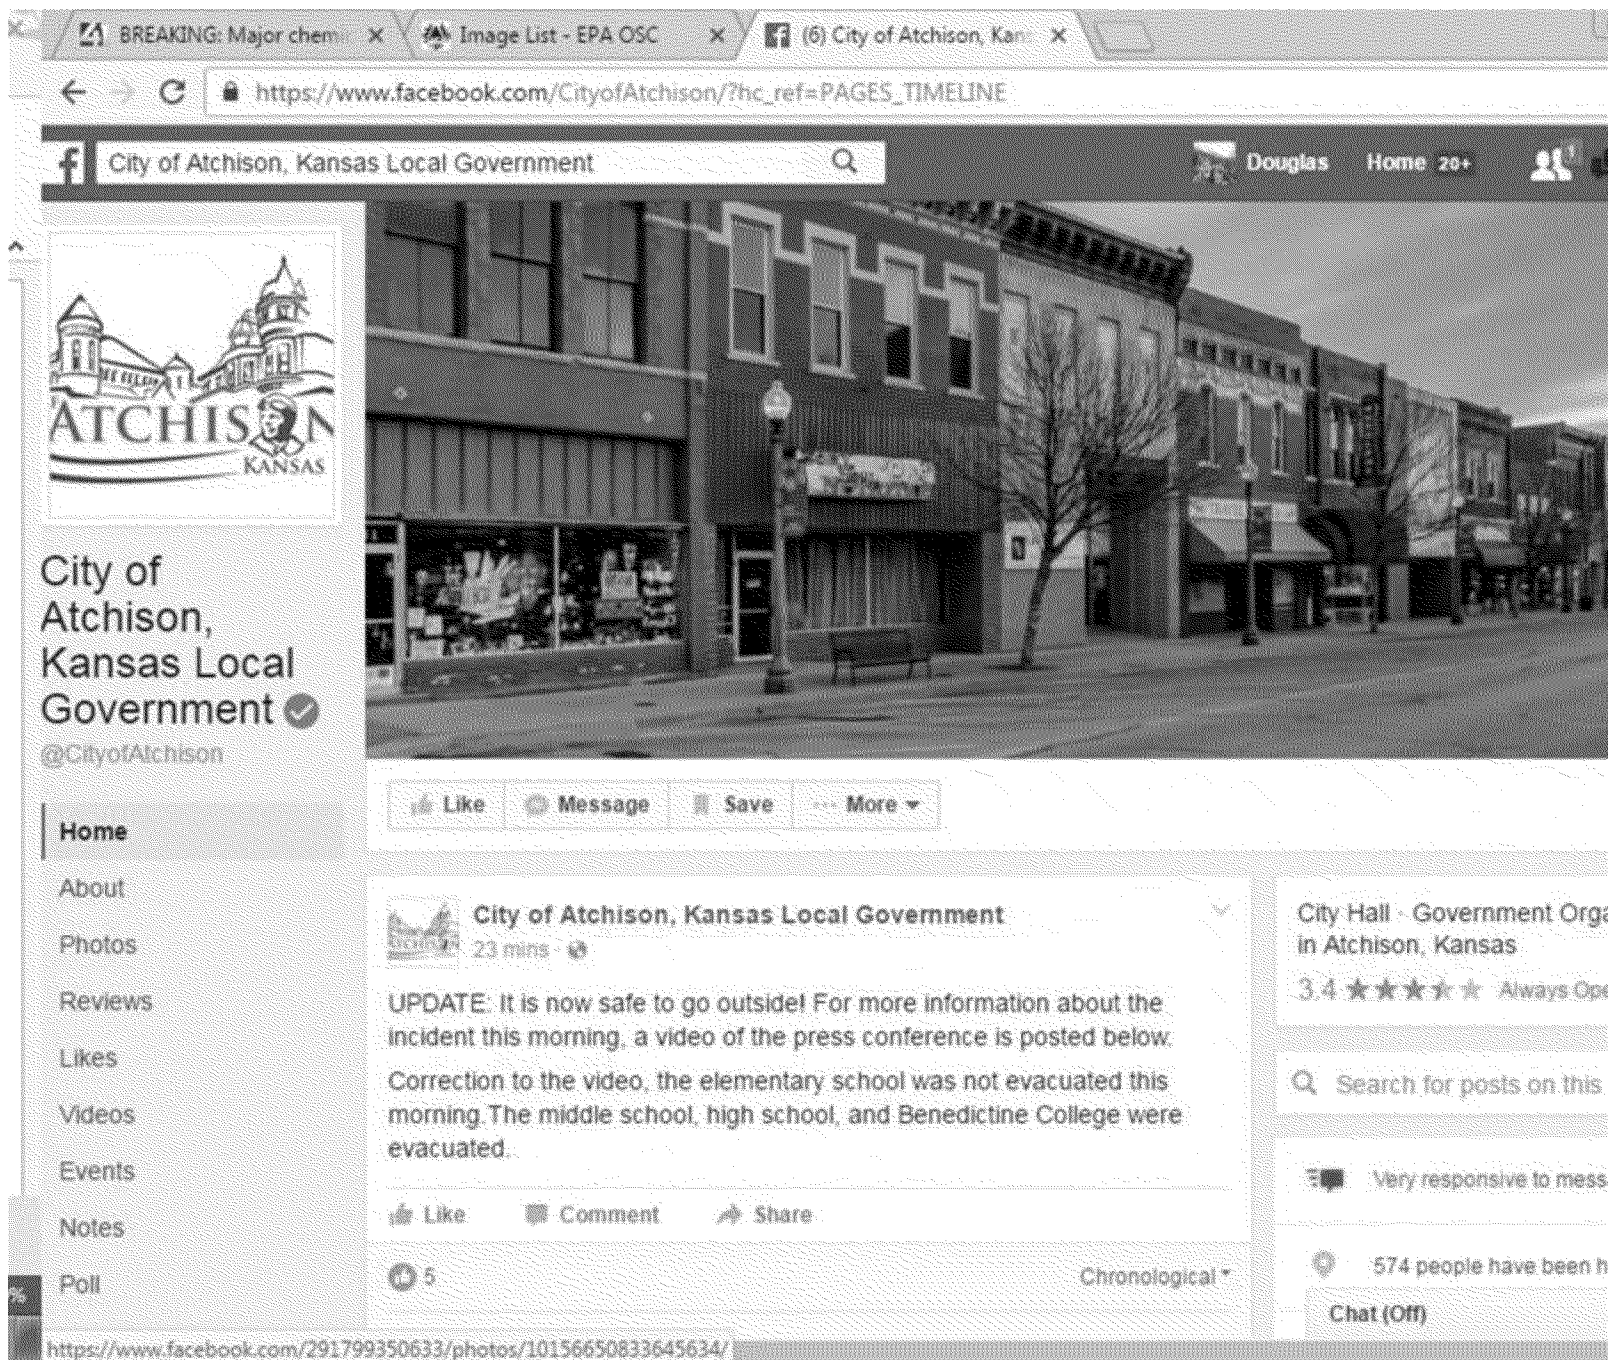 BREAKING: Major chem
Image List - EPA OSC
(6) City of Atchison, Kan
https://www.facebook.com/CityofAtchison/?hc_ref=PAGES_TIMELINE
City of Atchison, Kansas Local Government
Douglas
Home 20+
1
ATCHISON
KANSAS
City of
Atchison,
Kansas Local
Government
@CityofAtchison
Home
About
Photos
Reviews
Likes
Videos
Events
Notes
Poll
Like
Message
Save
More
City of Atchison, Kansas Local Government
23 mins
UPDATE: It is now safe to go outside! For more information about the
incident this morning, a video of the press conference is posted below.
Correction to the video, the elementary school was not evacuated this
morning.The middle school, high school, and Benedictine College were
evacuated.
Like
Comment
Share
5
Chronological
City Hall · Government Orga
in Atchison, Kansas
3.4
Always Ope
Search for posts on this
Very responsive to mess
574 people have been h
Chat (Off)
%
https://www.facebook.com/291799350633/photos/10156650833645634/